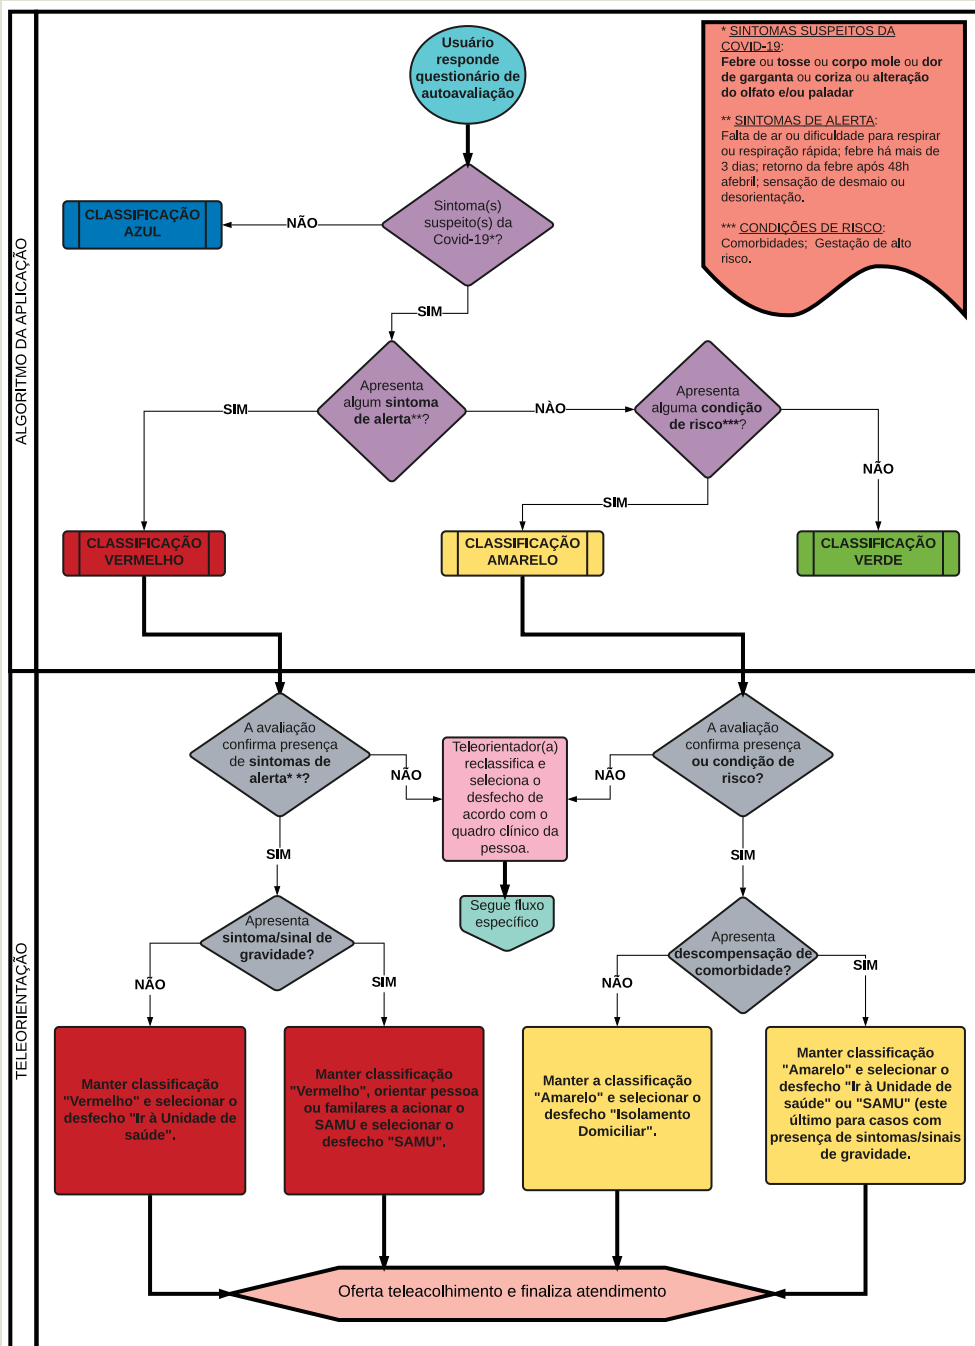 Usuário
responde
questionário de
autoavaliação
* SINTOMAS SUSPEITOS DA
COVID-19:
Febre ou tosse ou corpo mole ou dor
de garganta ou coriza ou alteração
do olfato e/ou paladar
** SINTOMAS DE ALERTA:
Falta de ar ou dificuldade para respirar
ou respiração rápida; febre há mais de
3 dias; retorno da febre após 48h
afebril; sensação de desmaio ou
desorientação.
*** CONDIÇÕES DE RISCO:
Comorbidades; Gestação de alto
risco.
ALGORITMO DA APLICAÇÃO
Sintoma(s)
suspeito(s) da
Covid-19*?
NÃO
CLASSIFICAÇÃO
AZUL
SIM
Apresenta
algum sintoma
de alerta**?
SIM
NÀO
Apresenta
alguma condição
de risco***?
NÃO
SIM
CLASSIFICAÇÃO
VERMELHO
CLASSIFICAÇÃO
AMARELO
CLASSIFICAÇÃO
VERDE
TELEORIENTAÇÃO
A avaliação
confirma presença
de sintomas de
alerta* *?
NÃO
Teleorientador(a)
reclassifica e
seleciona o
desfecho de
acordo com o
quadro clínico da
pessoa.
NÃO
A avaliação
confirma presença
ou condição de
risco?
SIM
SIM
Segue fluxo
específico
Apresenta
sintoma/sinal de
gravidade?
Apresenta
descompensação de
comorbidade?
NÃO
SIM
NÃO
SIM
Manter classificação
"Vermelho" e selecionar o
desfecho "Ir à Unidade de
saúde".
Manter classificação
"Vermelho", orientar pessoa
ou familares a acionar o
SAMU e selecionar o
desfecho "SAMU".
Manter a classificação
"Amarelo" e selecionar o
desfecho "Isolamento
Domiciliar".
Manter classificação
"Amarelo" e selecionar o
desfecho "Ir à Unidade de
saúde" ou "SAMU" (este
último para casos com
presença de sintomas/sinais
de gravidade.
Oferta teleacolhimento e finaliza atendimento